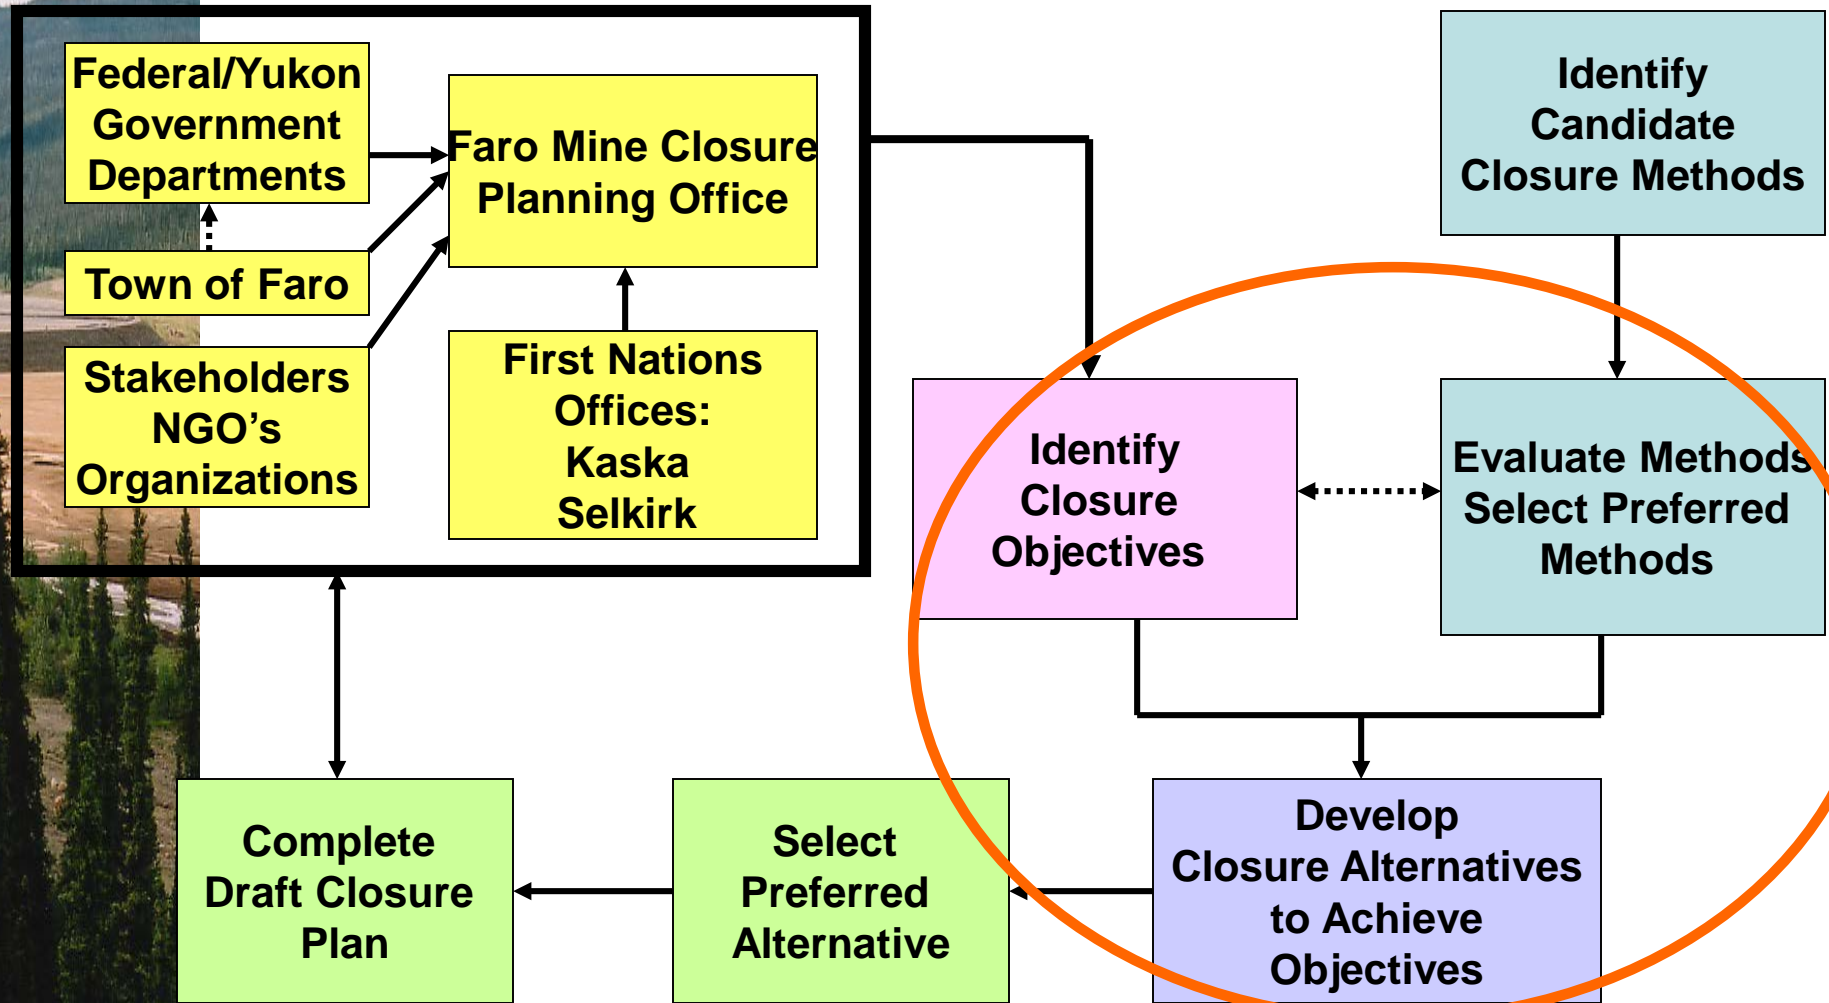 Federal/Yukon
Government
Departments
Faro Mine Closure
Planning Office
Town of Faro
Stakeholders
NGO's
Organizations
First Nations
Offices:
Kaska
Selkirk
Identify
Candidate
Closure Methods
Identify
Closure
Objectives
Evaluate Methods
Select Preferred
Methods
Complete
Draft Closure
Plan
Select
Preferred
Alternative
Develop
Closure Alternatives
to Achieve
Objectives